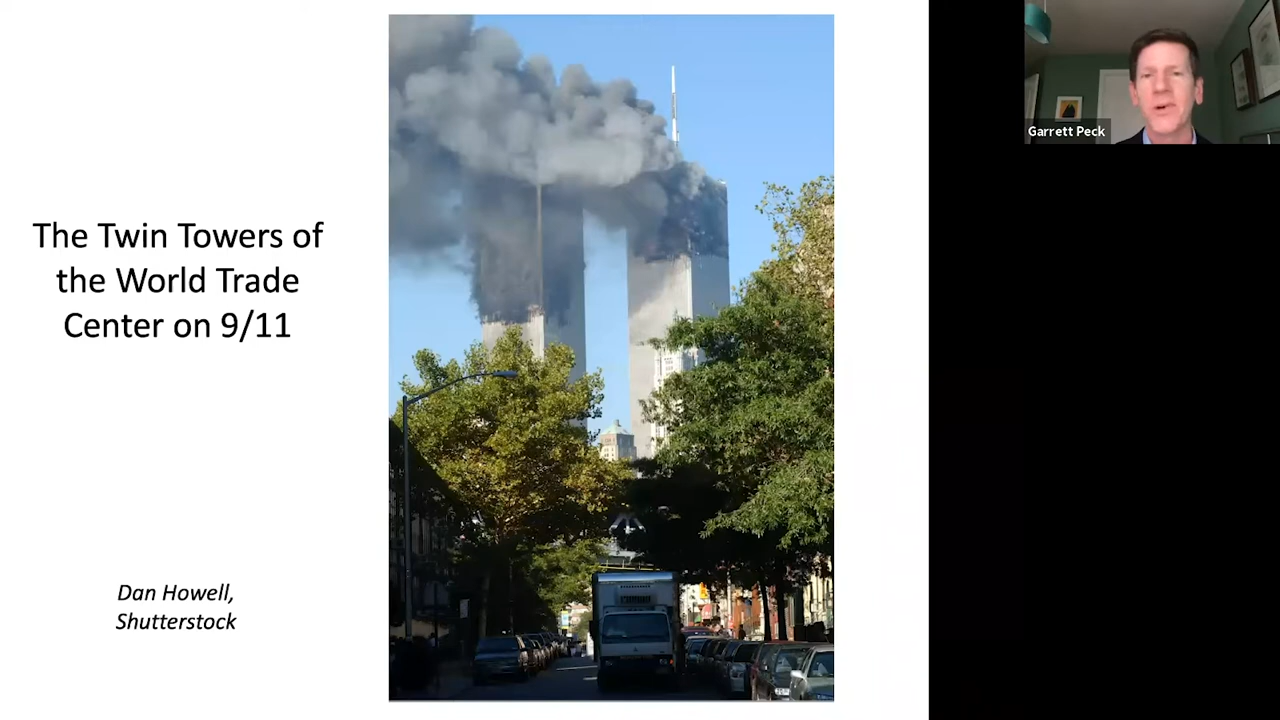 The Twin Towers of
the World Trade
Center on 9/11
Dan Howell,
Shutterstock
Garrett Peck